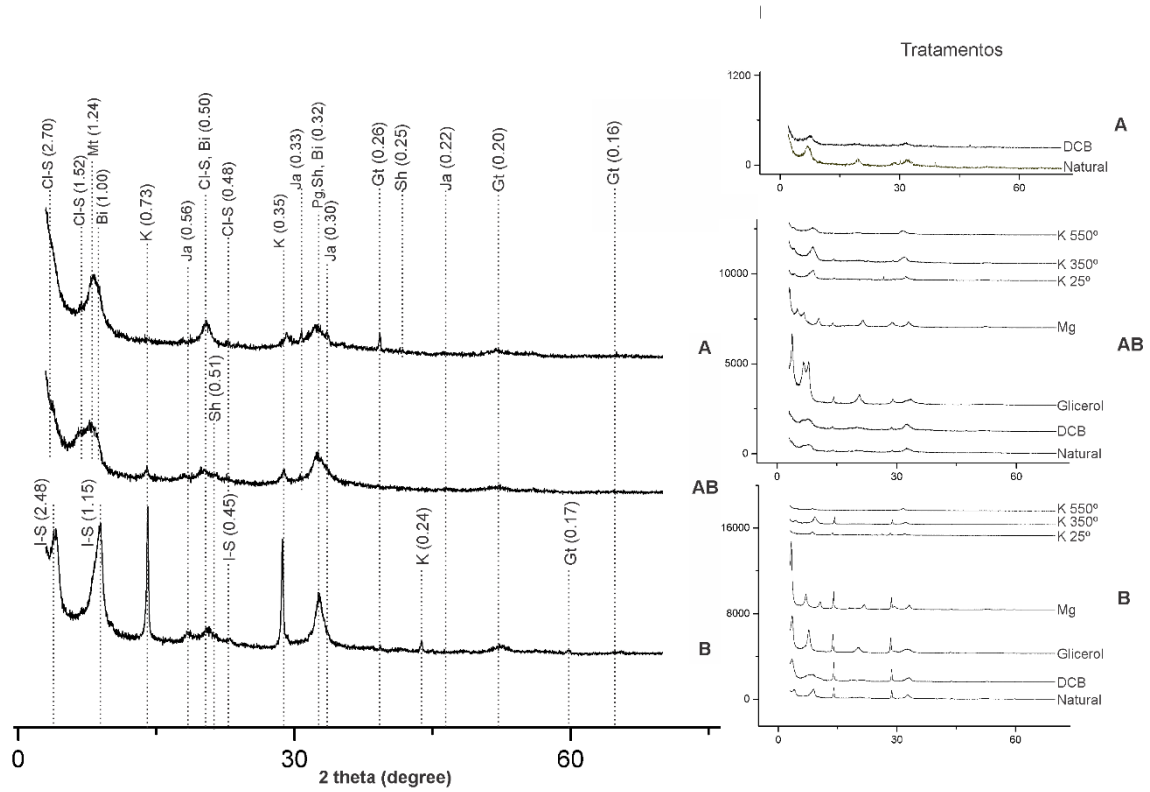 Cl-S (2.70)
Cl-S (1.52)
Mt (1.24)
Bi (1.00)
K (0.73)
Ja (0.56)
Cl-S, Bi (0.50)
Cl-S (0.48)
K (0.35)
Ja (0.33)
Pg,Sh, Bi (0.32)
Ja (0.30)
Gt (0.26)
Sh (0.25)
Ja (0.22)
Gt (0.20)
Gt (0.16)
A
Sh (0.51)
AB
I-S (2.48)
I-S (1.15)
I-S (0.45)
K (0.24)
Gt (0.17)
B
0
30
60
2 theta (degree)
Tratamentos
1200
0
DCB
Natural
A
0
30
60
10000
5000
0
K 550º
K 350º
K 25º
Mg
Glicerol
DCB
Natural
AB
0
30
60
16000
8000
0
K 550º
K 350º
K 25º
Mg
Glicerol
DCB
Natural
B
0
30
60